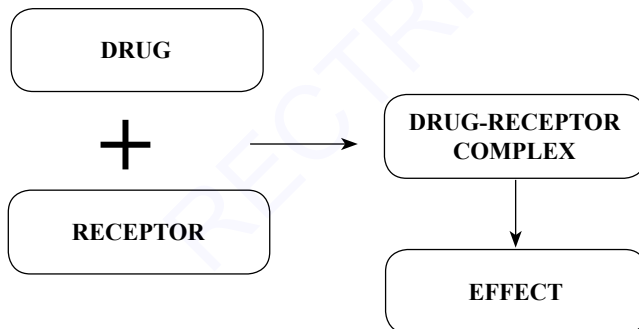 DRUG
+
RECEPTOR
DRUG-RECEPTOR
COMPLEX
EFFECT